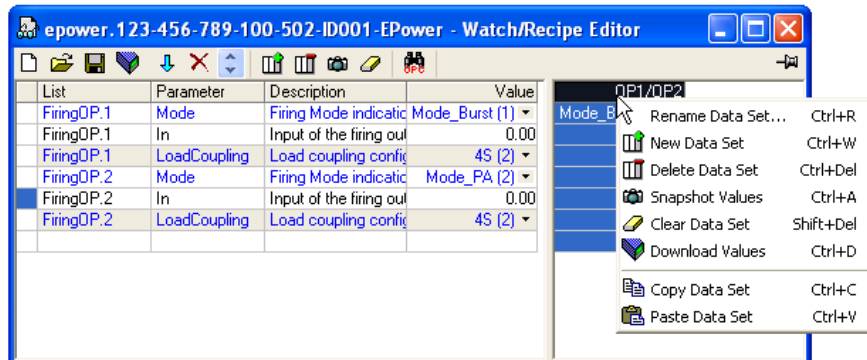 epower.123-456-789-100-502-ID001-EPower - Watch/Recipe Editor
OPC
List Parameter Description Value OP1/OP2
FiringOP.1 Mode Firing Mode indicatic Mode_Burst (1) Mode_B
FiringOP.1 In Input of the firing out 0.00
FiringOP.1 LoadCoupling Load coupling config 4S (2)
FiringOP.2 Mode Firing Mode indicatic Mode_PA (2)
FiringOP.2 In Input of the firing out 0.00
FiringOP.2 LoadCoupling Load coupling config 4S (2)
Rename Data Set... Ctrl+R
New Data Set Ctrl+W
Delete Data Set Ctrl+Del
Snapshot Values Ctrl+A
Clear Data Set Shift+Del
Download Values Ctrl+D
Copy Data Set Ctrl+C
Paste Data Set Ctrl+V